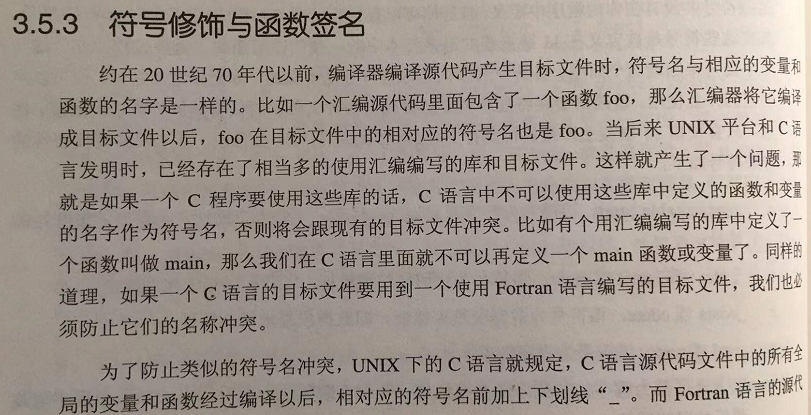 3.5.3 符号修饰与函数签名
约在 20 世纪 70 年代以前，编译器编译源代码产生目标文件时，符号名与相应的变量和
函数的名字是一样的。比如一个汇编源代码里面包含了一个函数 foo，那么汇编器将它编译
成目标文件以后，foo 在目标文件中的相对应的符号名也是 foo。当后来 UNIX 平台和 C 语
言发明时，已经存在了相当多的使用汇编编写的库和目标文件。这样就产生了一个问题，那
就是如果一个 C 程序要使用这些库的话，C 语言中不可以使用这些库中定义的函数和变量
的名字作为符号名，否则将会跟现有的目标文件冲突。比如有个用汇编编写的库中定义了一
个函数叫做 main，那么我们在 C 语言里面就不可以再定义一个 main 函数或变量了。同样的
道理，如果一个 C 语言的目标文件要用到一个使用 Fortran 语言编写的目标文件，我们也必
须防止它们的名称冲突。
为了防止类似的符号名冲突，UNIX 下的 C 语言就规定，C 语言源代码文件中的所有全
局的变量和函数经过编译以后，相对应的符号名前加上下划线“_”。而 Fortran 语言的源代